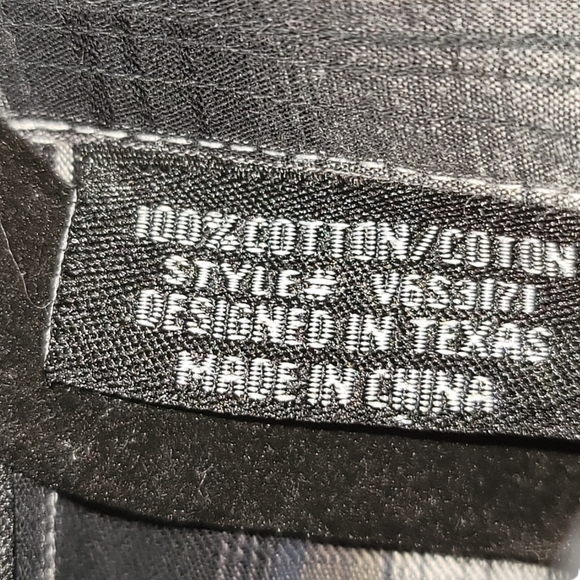 100% COTTON/COTON
STYLE# V6S3171
DESIGNED IN TEXAS
MADE IN CHINA